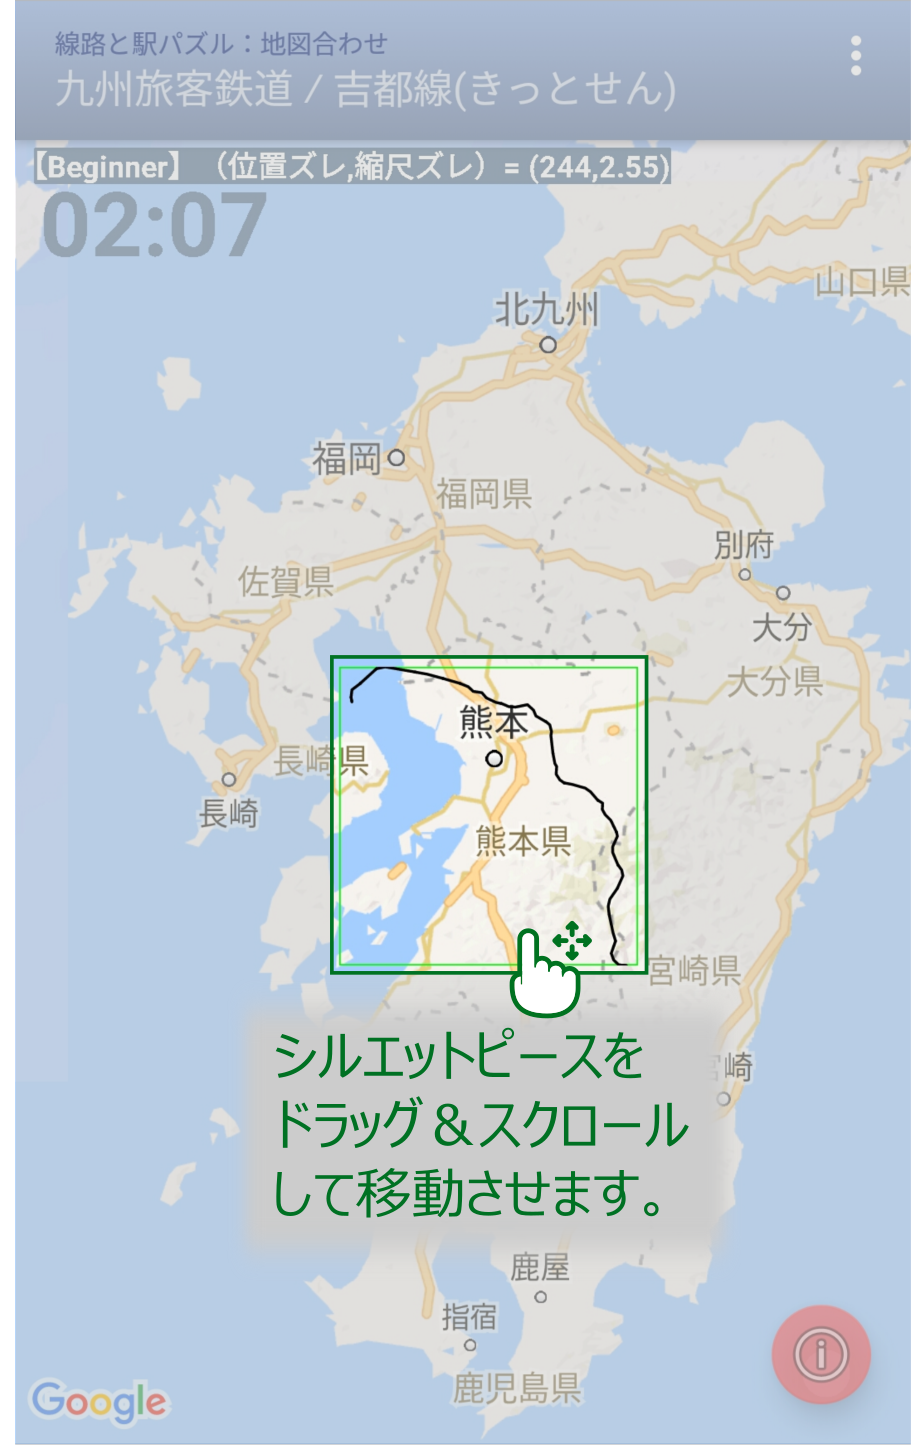 線路と駅パズル：地図合わせ
九州旅客鉄道 / 吉都線(きっとせん)
【Beginner】（位置ズレ,縮尺ズレ）= (244,2.55)
02:07
山口県
北九州
福岡
福岡県
別府
佐賀県
大分
大分県
熊本
長崎県
長崎
熊本県
宮崎県
シルエットピースを
ドラッグ＆スクロール
して移動させます。
崎
鹿屋
指宿
鹿児島県
Google